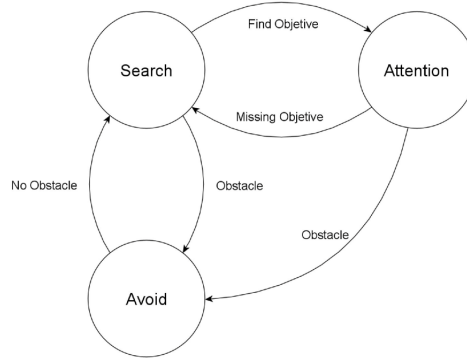 Find Objetive
Search
Attention
Missing Objetive
No Obstacle
Obstacle
Obstacle
Avoid